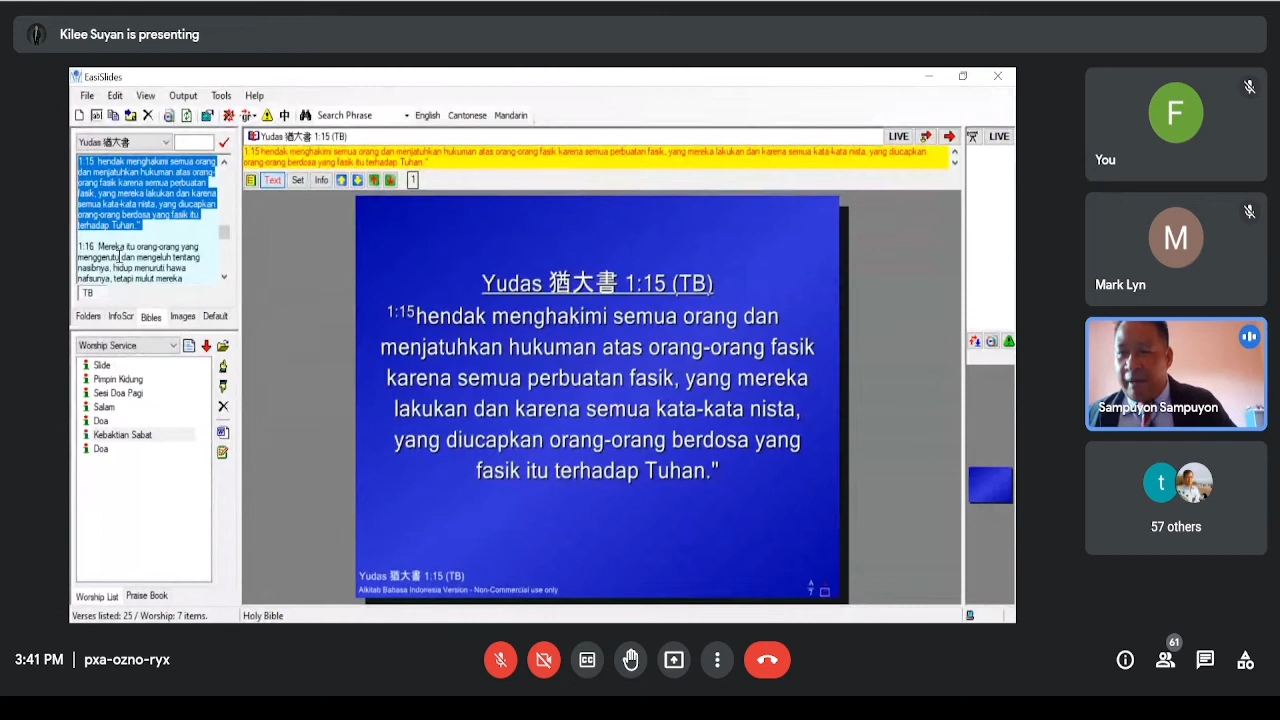 Kilee Suyan is presenting
EasiSlides
File Edit View Output Tools Help
Search Phrase English Cantonese Mandarin
Yudas 猶大書
1:15 hendak menghakimi semua orang
dan menjatuhkan hukuman atas orang-
orang fasik karena semua perbuatan
fasik, yang mereka lakukan dan karena
semua kata-kata nista, yang diucapkan
orang-orang berdosa yang fasik itu
terhadap Tuhan."
1:16 Mereka itu orang-orang yang
menggerutu dan mengeluh tentang
nasibnya, hidup menuruti hawa
nafsunya, tetapi mulut mereka
TB
Folders InfoScr Bibles Images Default
Worship Service
Slide
Pimpin Kidung
Sesi Doa Pagi
Salam
Doa
Kebaktian Sabat
Doa
Worship List Praise Book
Verses listed: 25 / Worship: 7 items.
Yudas 猶大書 1:15 (TB)
LIVE
1:15 hendak menghakimi semua orang dan menjatuhkan hukuman atas orang-orang fasik karena semua perbuatan fasik, yang mereka lakukan dan karena semua kata-kata nista, yang diucapkan
orang-orang berdosa yang fasik itu terhadap Tuhan."
Text Set Info 1
Yudas 猶大書 1:15 (TB)
1:15hendak menghakimi semua orang dan
menjatuhkan hukuman atas orang-orang fasik
karena semua perbuatan fasik, yang mereka
lakukan dan karena semua kata-kata nista,
yang diucapkan orang-orang berdosa yang
fasik itu terhadap Tuhan."
Yudas 猶大書 1:15 (TB)
Alkitab Bahasa Indonesia Version - Non-Commercial use only
Holy Bible
LIVE
F
You
M
Mark Lyn
Sampuyon Sampuyon
t
57 others
3:41 PM | pxa-ozno-ryx
61